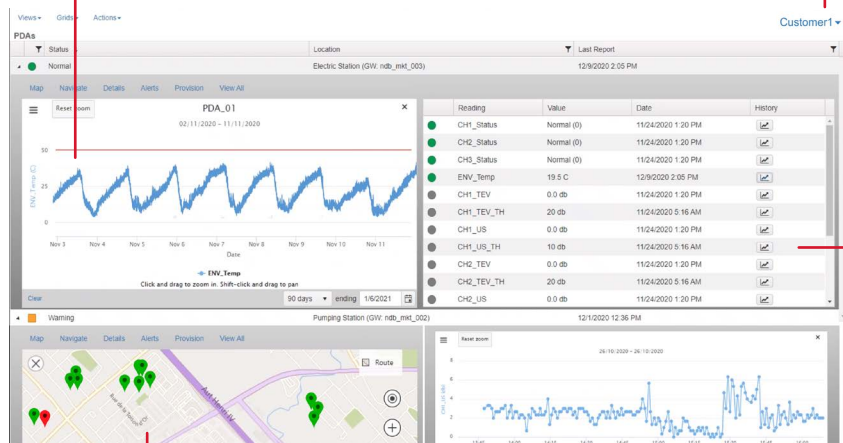 Views Grids Actions
Customer1
PDAs
Status Location Last Report
Normal Electric Station (GW: ndb_mkt_003) 12/9/2020 2:05 PM
Map Navigate Details Alerts Provision View All
Reset zoom PDA_01 ×
02/11/2020 – 11/11/2020
50
25
0
ENV_Temp (C)
Nov 3 Nov 4 Nov 5 Nov 6 Nov 7 Nov 8 Nov 9 Nov 10 Nov 11
Date
ENV_Temp
Click and drag to zoom in. Shift-click and drag to pan
Clear 90 days ending 1/6/2021
Reading Value Date History
CH1_Status Normal (0) 11/24/2020 1:20 PM
CH2_Status Normal (0) 11/24/2020 1:20 PM
CH3_Status Normal (0) 11/24/2020 1:20 PM
ENV_Temp 19.5 C 12/9/2020 2:05 PM
CH1_TEV 0.0 db 11/24/2020 1:20 PM
CH1_TEV_TH 20 db 11/24/2020 5:16 AM
CH1_US 0.0 db 11/24/2020 1:20 PM
CH1_US_TH 10 db 11/24/2020 5:16 AM
CH2_TEV 0.0 db 11/24/2020 1:20 PM
CH2_TEV_TH 20 db 11/24/2020 5:16 AM
CH2_US 0.0 db 11/24/2020 1:20 PM
Warning Pumping Station (GW: ndb_mkt_002) 12/1/2020 12:36 PM
Map Navigate Details Alerts Provision View All
Route
Reset zoom ×
26/10/2020 – 26/10/2020
8
6
4
2
0